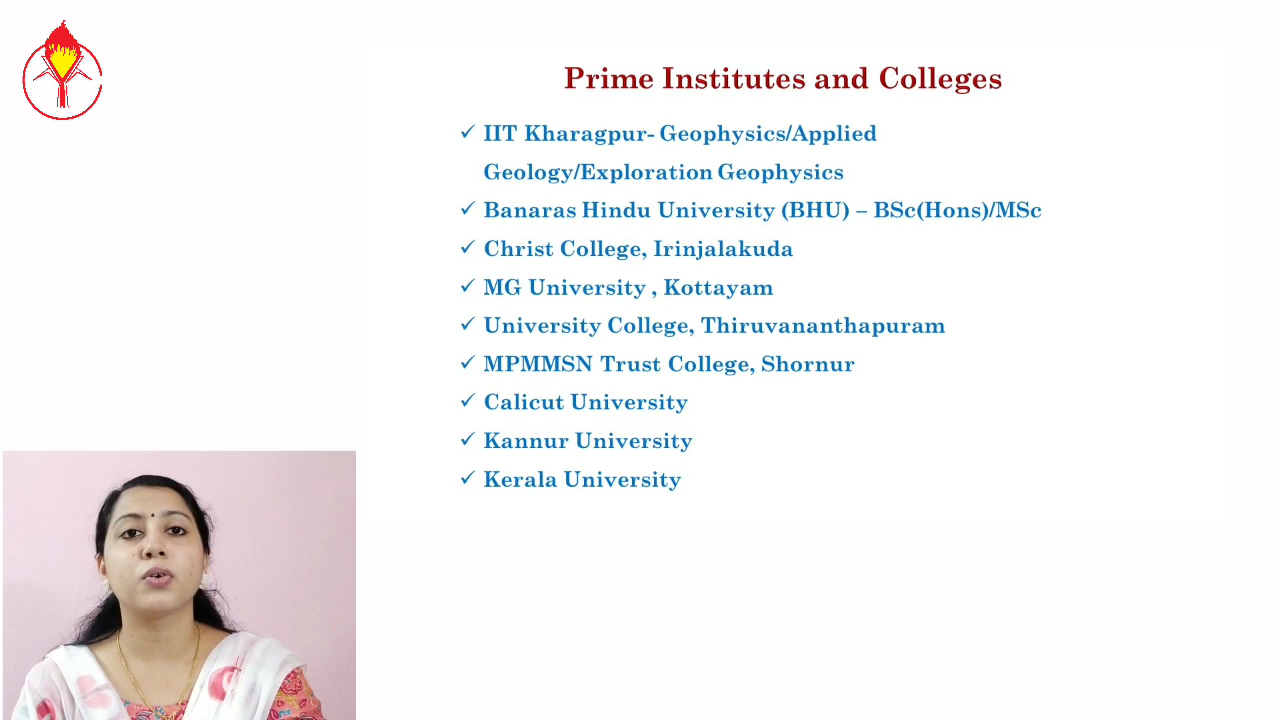 Prime Institutes and Colleges
✓ IIT Kharagpur- Geophysics/Applied
Geology/Exploration Geophysics
✓ Banaras Hindu University (BHU) – BSc(Hons)/MSc
✓ Christ College, Irinjalakuda
✓ MG University , Kottayam
✓ University College, Thiruvananthapuram
✓ MPMMSN Trust College, Shornur
✓ Calicut University
✓ Kannur University
✓ Kerala University